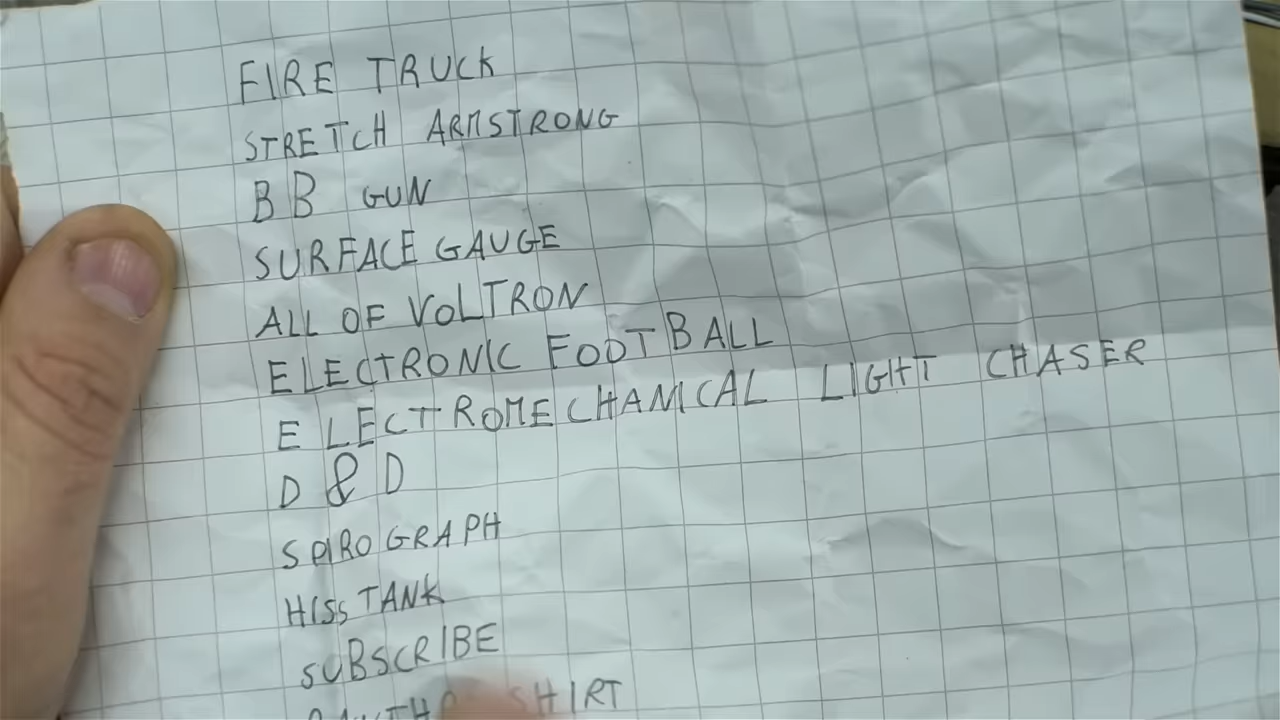 FIRE TRUCK
STRETCH ARMSTRONG
BB GUN
SURFACE GAUGE
ALL OF VOLTRON
ELECTRONIC FOOTBALL
ELECTROMECHANICAL LIGHT CHASER
D & D
SPIROGRAPH
HISS TANK
SUBSCRIBE
SHIRT